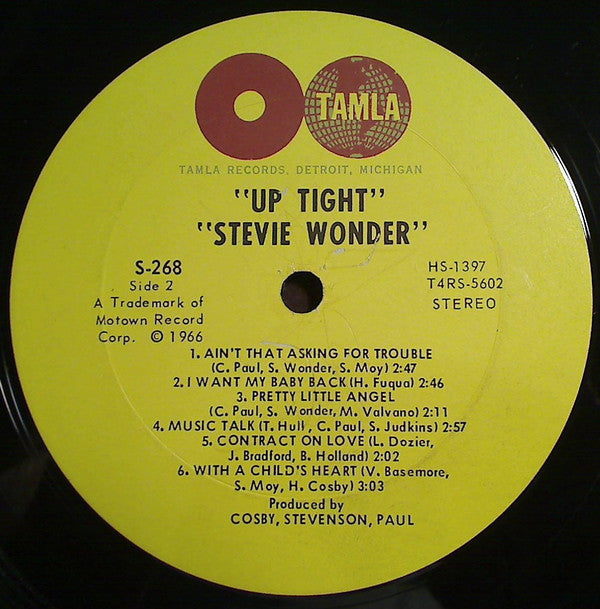 TAMLA
TAMLA RECORDS, DETROIT, MICHIGAN
"UP TIGHT"
"STEVIE WONDER"
S-268
Side 2
A Trademark of
Motown Record
Corp. © 1966
HS-1397
T4RS-5602
STEREO
1. AIN'T THAT ASKING FOR TROUBLE
(C. Paul, S. Wonder, S. Moy) 2:47
2. I WANT MY BABY BACK (H. Fuqua) 2:46
3. PRETTY LITTLE ANGEL
(C. Paul, S. Wonder, M. Valvano) 2:11
4. MUSIC TALK (T. Hull, C. Paul, S. Judkins) 2:57
5. CONTRACT ON LOVE (L. Dozier,
J. Bradford, B. Holland) 2:02
6. WITH A CHILD'S HEART (V. Basemore,
S. Moy, H. Cosby) 3:03
Produced by
COSBY, STEVENSON, PAUL